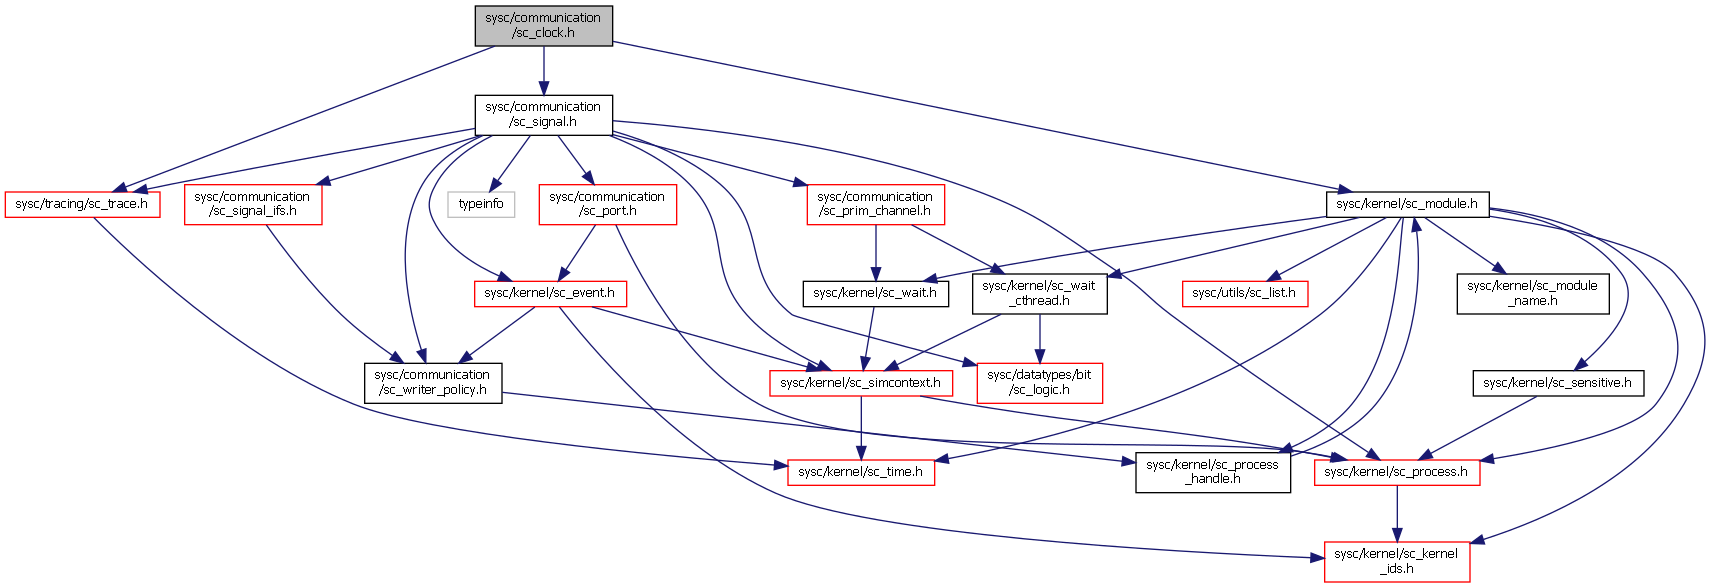 sysc/communication
/sc_clock.h
sysc/communication
/sc_signal.h
sysc/tracing/sc_trace.h
sysc/communication
/sc_signal_ifs.h
typeinfo
sysc/communication
/sc_port.h
sysc/communication
/sc_prim_channel.h
sysc/kernel/sc_module.h
sysc/kernel/sc_event.h
sysc/kernel/sc_wait.h
sysc/kernel/sc_wait
_cthread.h
sysc/utils/sc_list.h
sysc/kernel/sc_module
_name.h
sysc/communication
/sc_writer_policy.h
sysc/kernel/sc_simcontext.h
sysc/datatypes/bit
/sc_logic.h
sysc/kernel/sc_sensitive.h
sysc/kernel/sc_time.h
sysc/kernel/sc_process
_handle.h
sysc/kernel/sc_process.h
sysc/kernel/sc_kernel
_ids.h